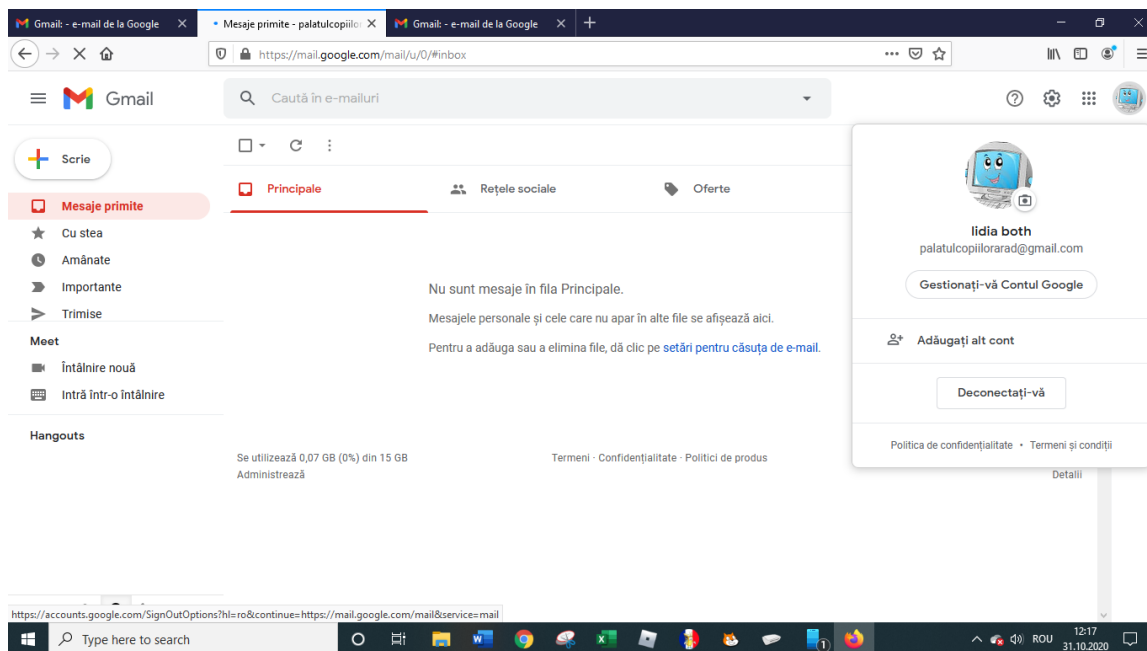 Gmail: - e-mail de la Google
Mesaje primite - palatulcopiilor
Gmail: - e-mail de la Google
https://mail.google.com/mail/u/0/#inbox
Gmail
Caută în e-mailuri
Scrie
Mesaje primite
Cu stea
Amânate
Importante
Trimise
Meet
Întâlnire nouă
Intră într-o întâlnire
Hangouts
Principale
Rețele sociale
Oferte
Nu sunt mesaje în fila Principale.
Mesajele personale și cele care nu apar în alte file se afișează aici.
Pentru a adăuga sau a elimina file, dă clic pe setări pentru căsuța de e-mail.
Se utilizează 0,07 GB (0%) din 15 GB
Administrează
Termeni · Confidențialitate · Politici de produs
Detalii
lidia both
palatulcopiilorarad@gmail.com
Gestionați-vă Contul Google
Adăugați alt cont
Deconectați-vă
Politica de confidențialitate • Termeni și condiții
https://accounts.google.com/SignOutOptions?hl=ro&continue=https://mail.google.com/mail&service=mail
Type here to search
ROU
12:17
31.10.2020